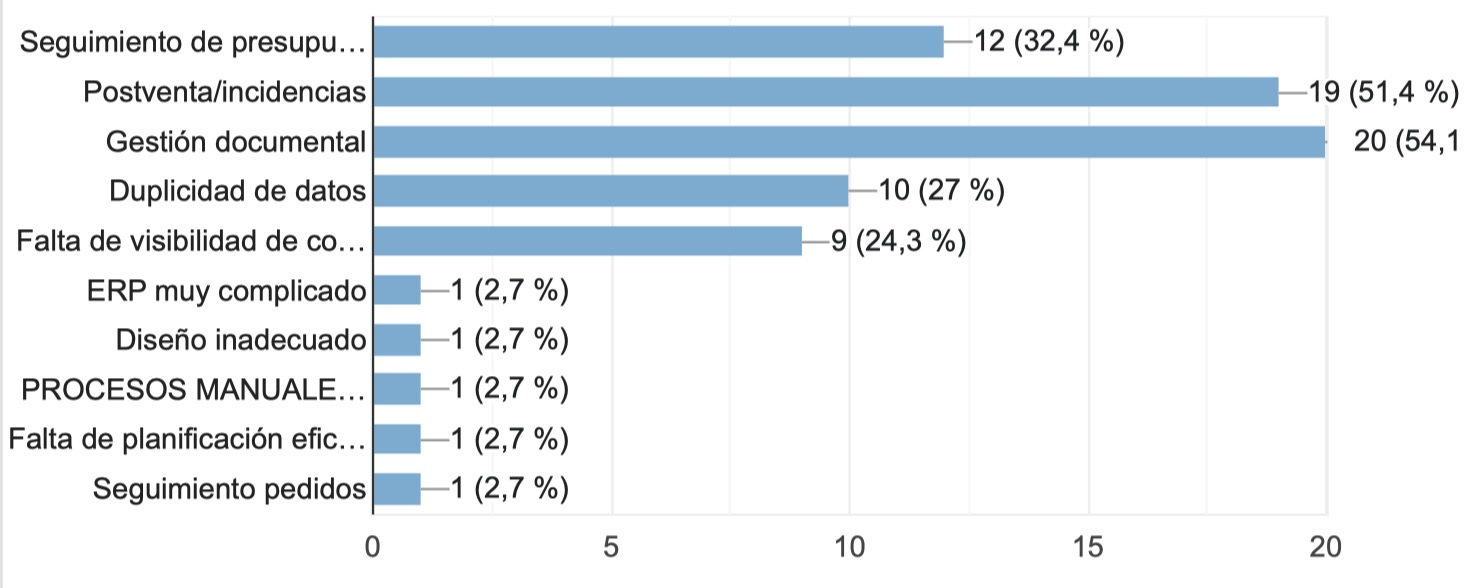 Seguimiento de presupu… 12 (32,4 %)
Postventa/incidencias 19 (51,4 %)
Gestión documental 20 (54,1
Duplicidad de datos 10 (27 %)
Falta de visibilidad de co… 9 (24,3 %)
ERP muy complicado 1 (2,7 %)
Diseño inadecuado 1 (2,7 %)
PROCESOS MANUALE… 1 (2,7 %)
Falta de planificación efic… 1 (2,7 %)
Seguimiento pedidos 1 (2,7 %)
0 5 10 15 20